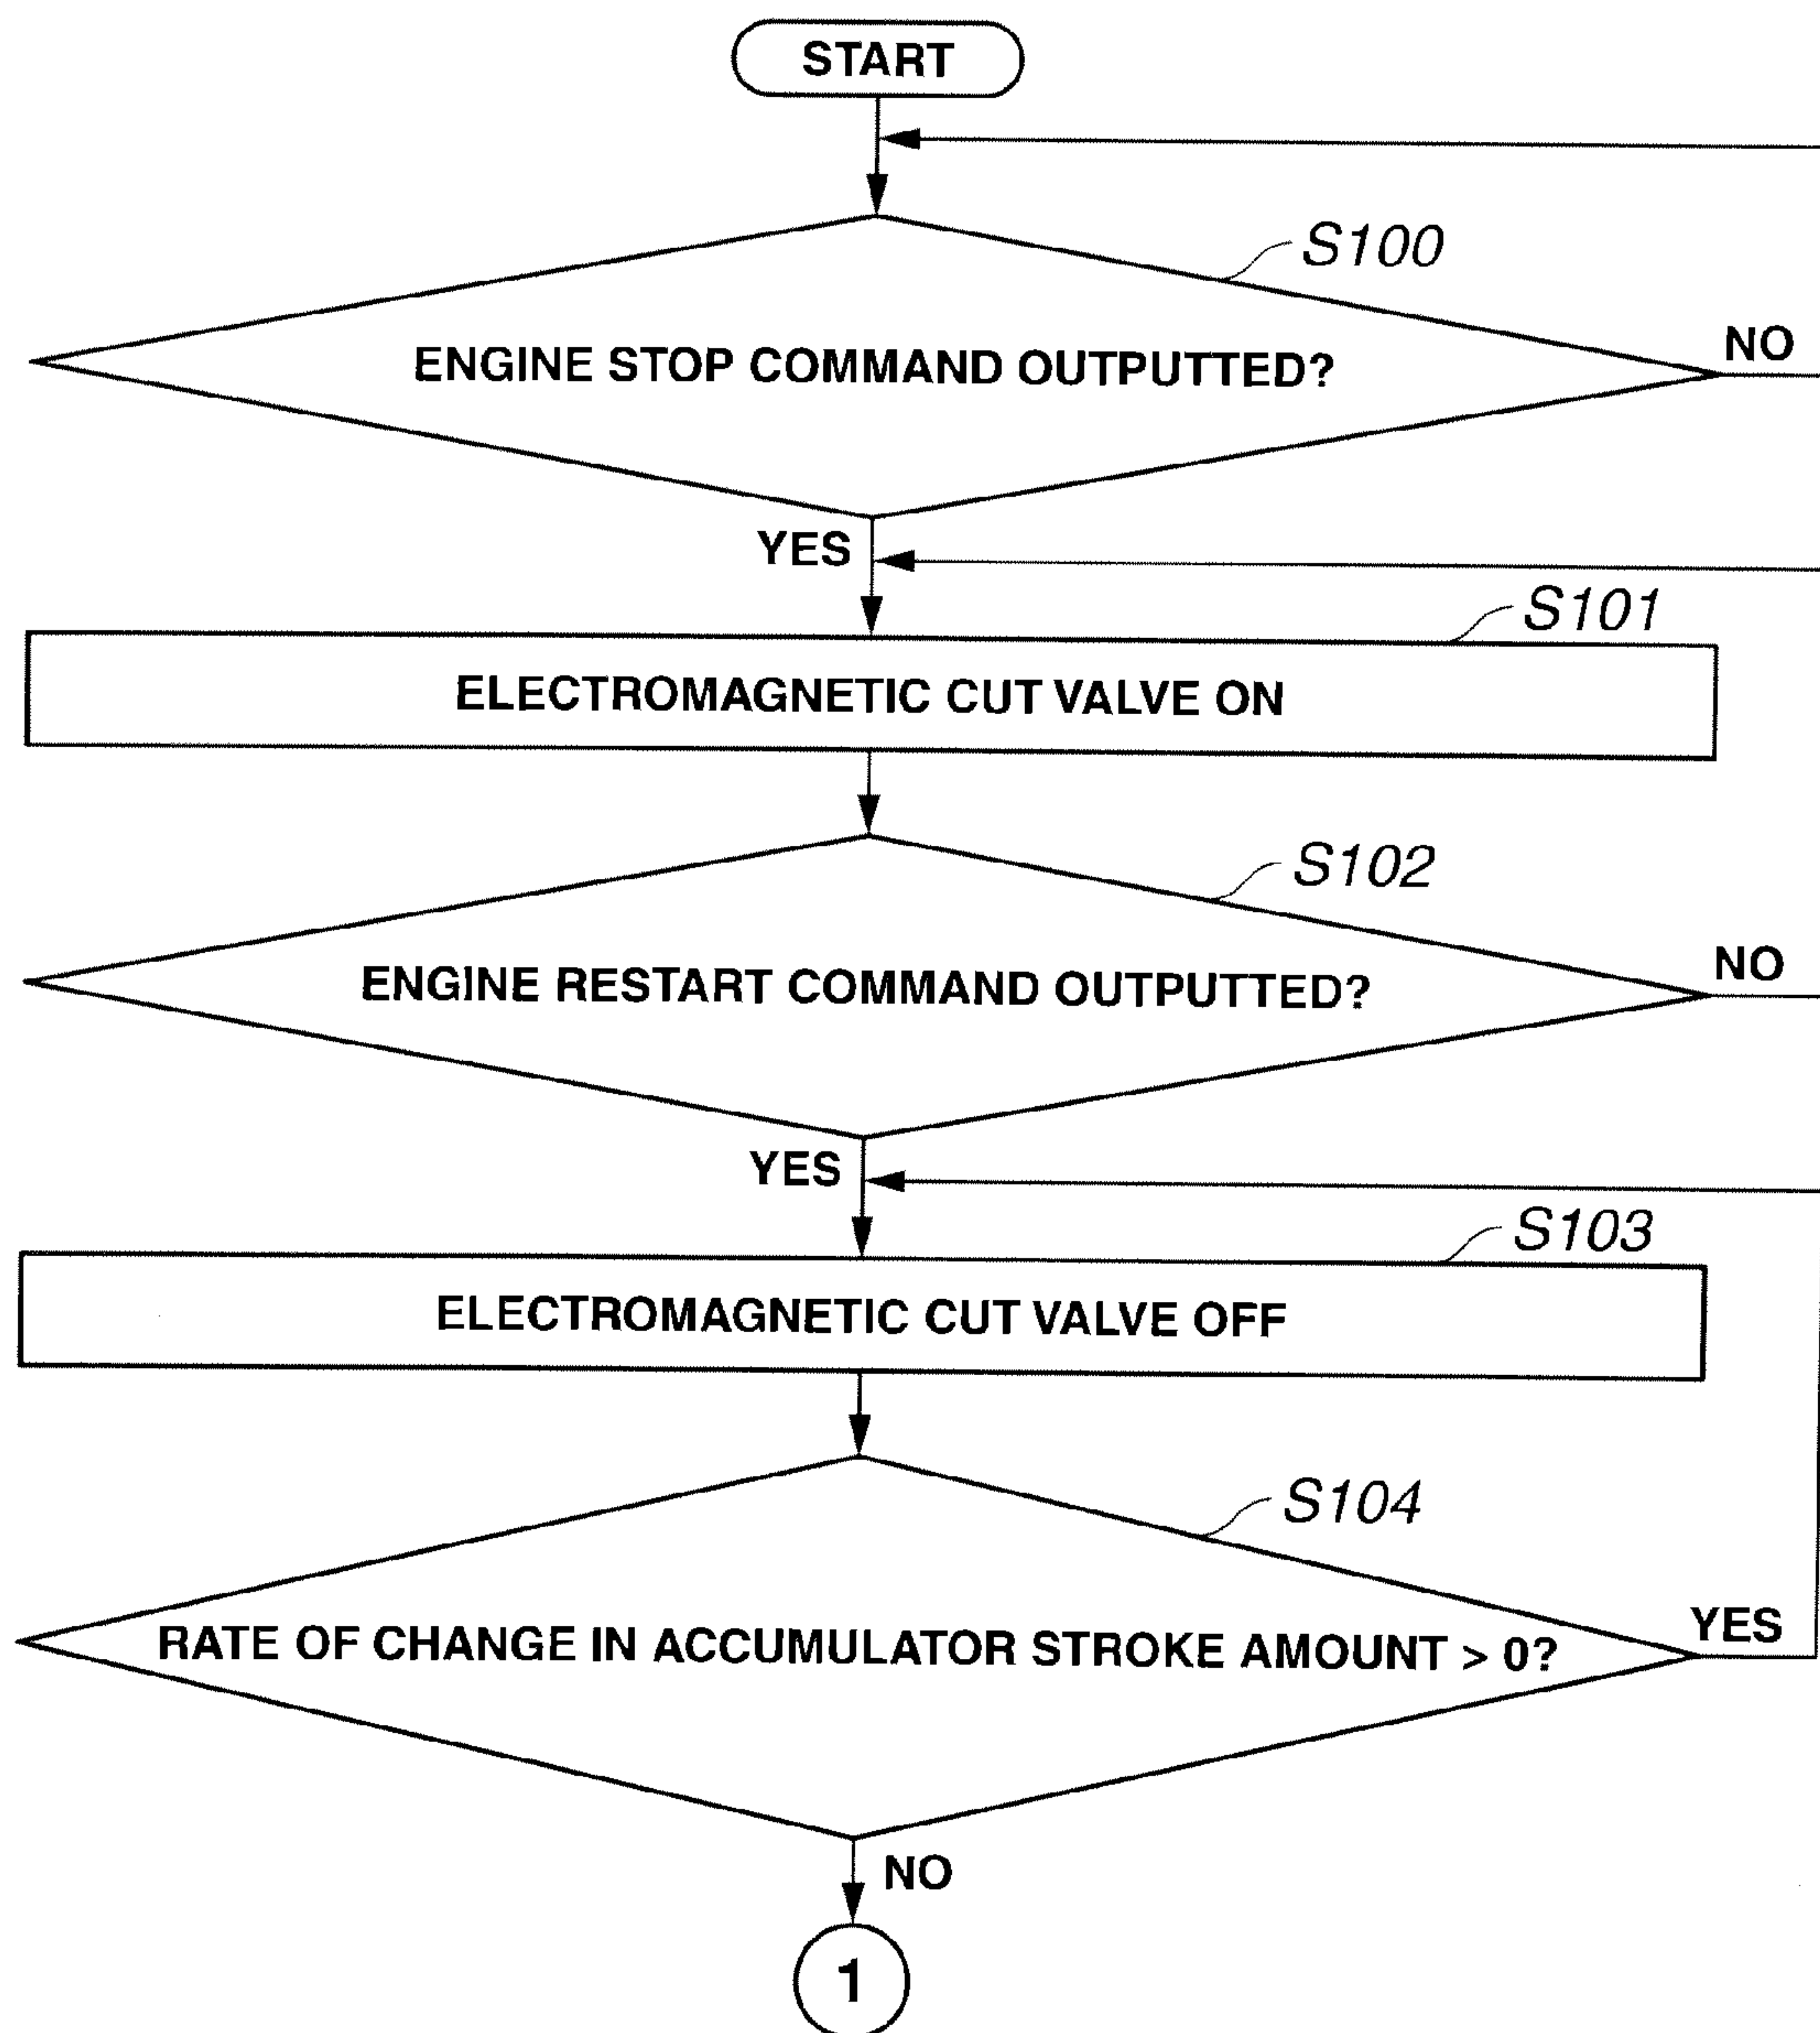 START
S100
ENGINE STOP COMMAND OUTPUTTED?
NO
YES
S101
ELECTROMAGNETIC CUT VALVE ON
S102
ENGINE RESTART COMMAND OUTPUTTED?
NO
YES
S103
ELECTROMAGNETIC CUT VALVE OFF
S104
RATE OF CHANGE IN ACCUMULATOR STROKE AMOUNT > 0?
YES
NO
1